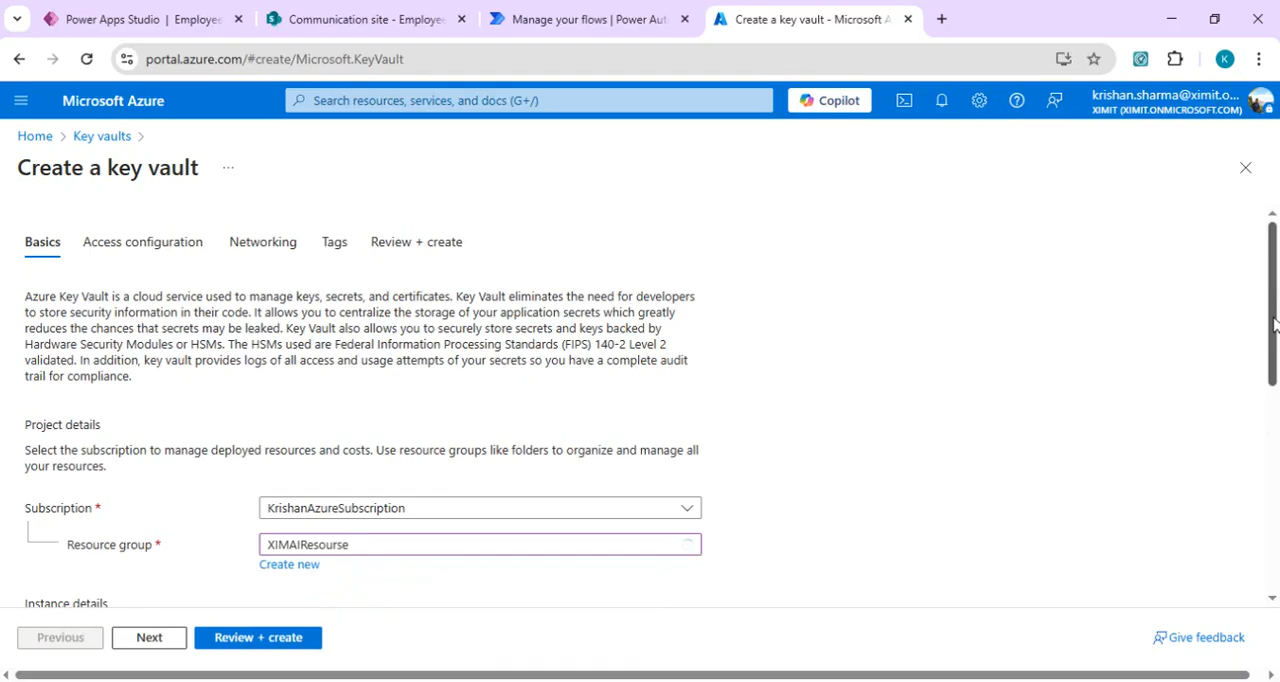 Power Apps Studio | Employee
Communication site - Employee
Manage your flows | Power Aut
Create a key vault - Microsoft A
portal.azure.com/#create/Microsoft.KeyVault
K
Microsoft Azure
Search resources, services, and docs (G+/)
Copilot
krishan.sharma@ximit.o...
XIMIT (XIMIT.ONMICROSOFT.COM)
Home > Key vaults >
Create a key vault ...
Basics
Access configuration
Networking
Tags
Review + create
Azure Key Vault is a cloud service used to manage keys, secrets, and certificates. Key Vault eliminates the need for developers
to store security information in their code. It allows you to centralize the storage of your application secrets which greatly
reduces the chances that secrets may be leaked. Key Vault also allows you to securely store secrets and keys backed by
Hardware Security Modules or HSMs. The HSMs used are Federal Information Processing Standards (FIPS) 140-2 Level 2
validated. In addition, key vault provides logs of all access and usage attempts of your secrets so you have a complete audit
trail for compliance.
Project details
Select the subscription to manage deployed resources and costs. Use resource groups like folders to organize and manage all
your resources.
Subscription *
KrishanAzureSubscription
Resource group *
XIMAIResourse
Create new
Instance details
Previous
Next
Review + create
Give feedback